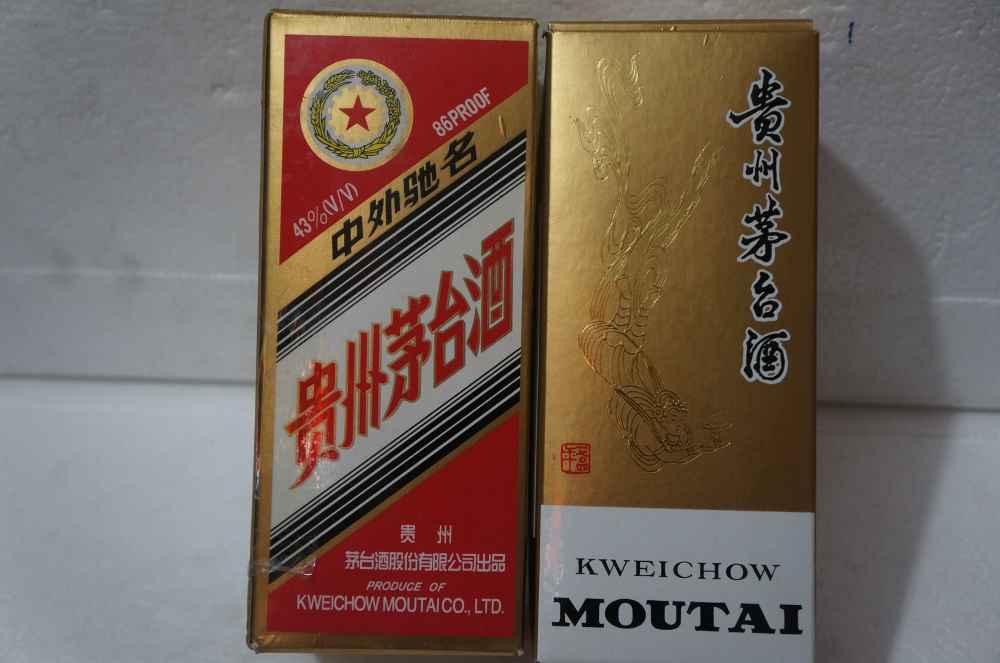 86PROOF
43%(V/V)
中外驰名
贵州茅台酒
贵州
茅台酒股份有限公司出品
PRODUCE OF
KWEICHOW MOUTAI CO., LTD.
貴州茅台酒
KWEICHOW
MOUTAI